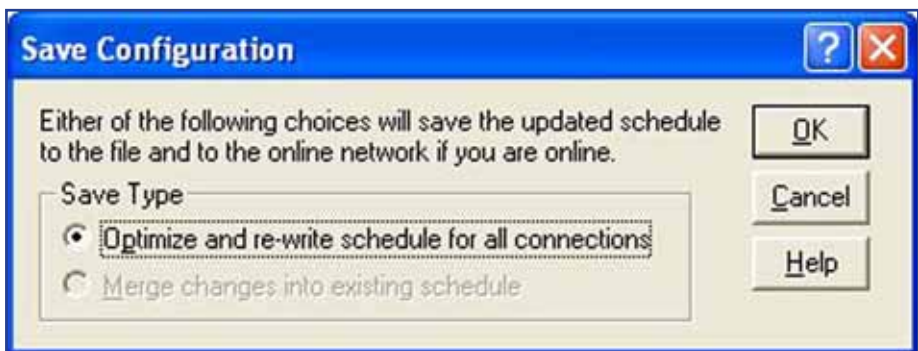 Save Configuration
?
Either of the following choices will save the updated schedule
to the file and to the online network if you are online.
OK
Save Type
Cancel
Optimize and re-write schedule for all connections
Help
Merge changes into existing schedule